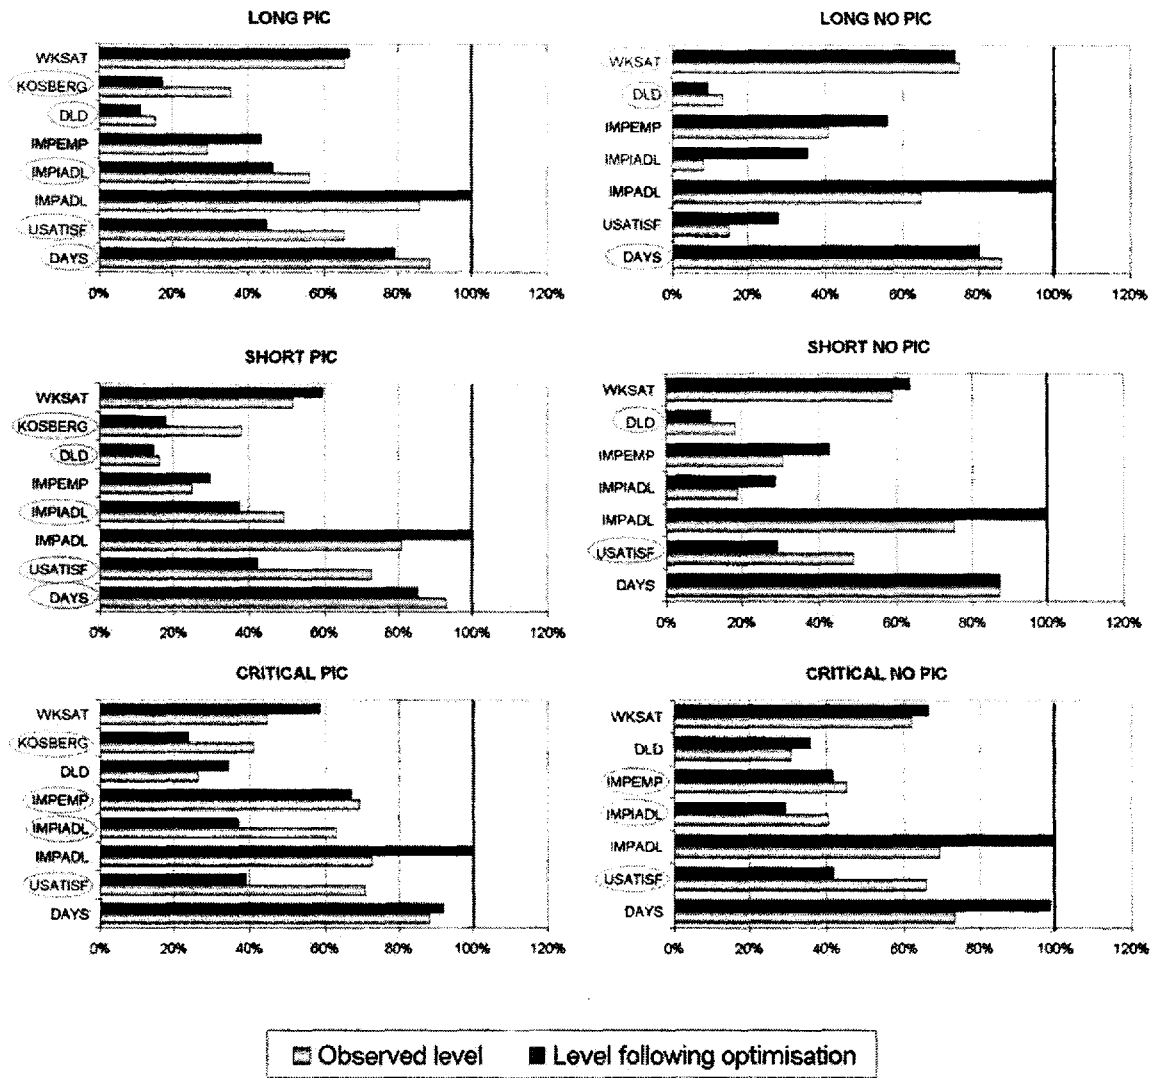 LONG PIC
WKSAT
KOSBERG
DLD
IMPEMP
IMPIADL
IMPADL
USATISF
DAYS
0% 20% 40% 60% 80% 100% 120%
LONG NO PIC
WKSAT
DLD
IMPEMP
IMPIADL
IMPADL
USATISF
DAYS
0% 20% 40% 60% 80% 100% 120%
SHORT PIC
WKSAT
KOSBERG
DLD
IMPEMP
IMPIADL
IMPADL
USATISF
DAYS
0% 20% 40% 60% 80% 100% 120%
SHORT NO PIC
WKSAT
DLD
IMPEMP
IMPIADL
IMPADL
USATISF
DAYS
0% 20% 40% 60% 80% 100% 120%
CRITICAL PIC
WKSAT
KOSBERG
DLD
IMPEMP
IMPIADL
IMPADL
USATISF
DAYS
0% 20% 40% 60% 80% 100% 120%
CRITICAL NO PIC
WKSAT
DLD
IMPEMP
IMPIADL
IMPADL
USATISF
DAYS
0% 20% 40% 60% 80% 100% 120%
Observed level Level following optimisation